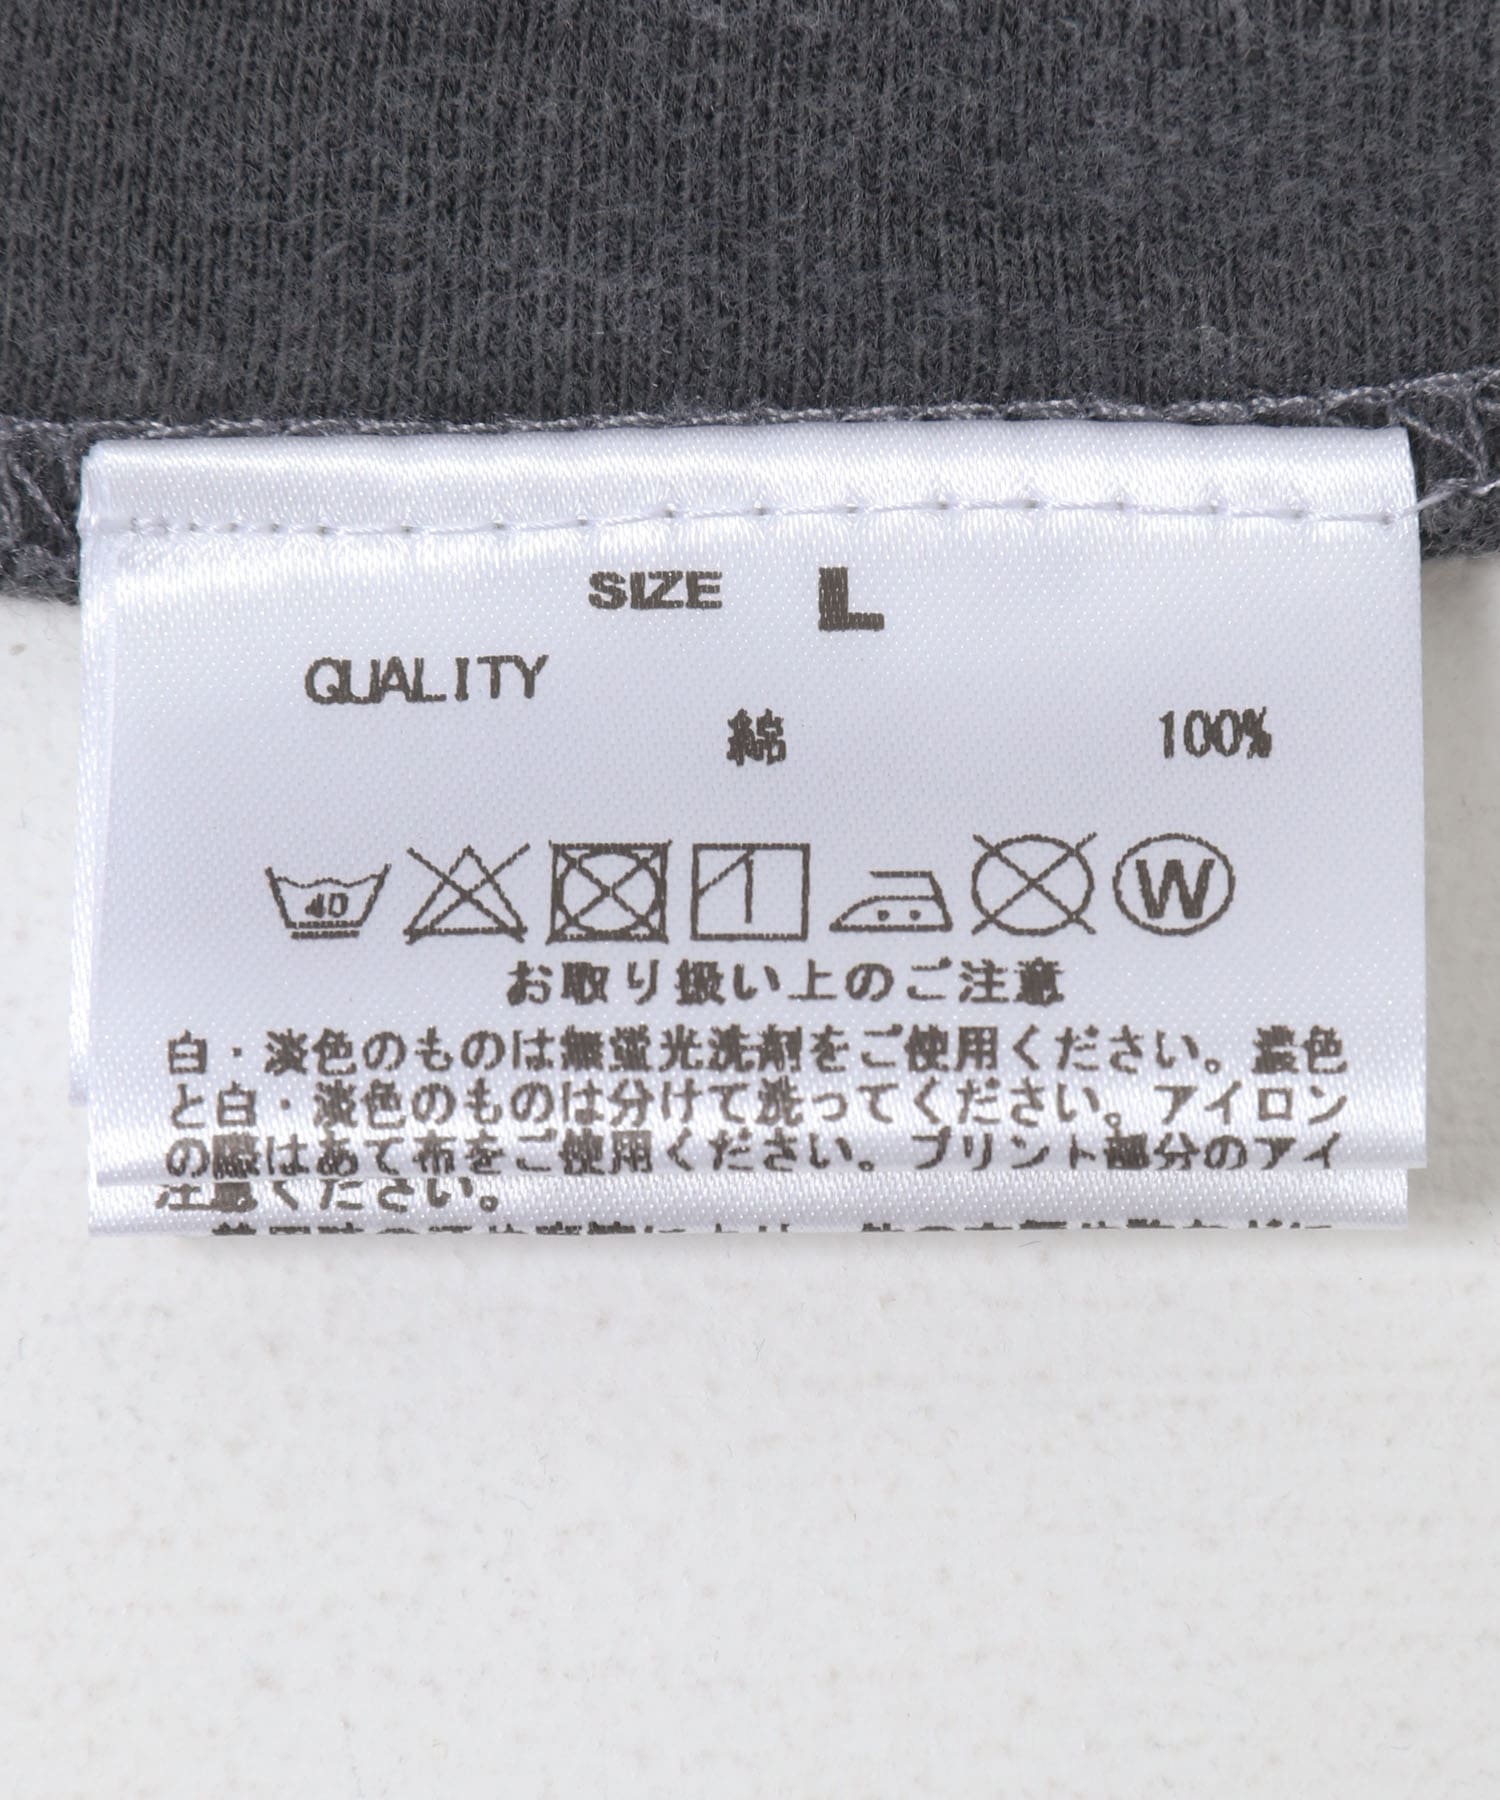 SIZE L
QUALITY
綿 100%
40
W
お取り扱い上のご注意
白・淡色のものは無蛍光洗剤をご使用ください。濃色
と白・淡色のものは分けて洗ってください。アイロン
の際はあて布をご使用ください。プリント部分のアイ
注意ください。